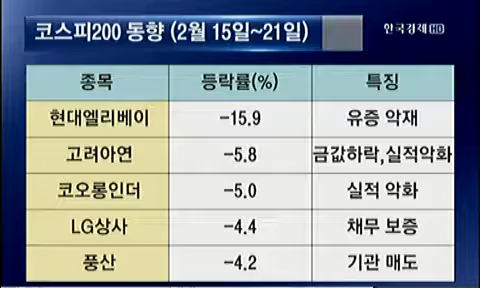 코스피200 동향 (2월 15일~21일)
한국경제 HD
종목 등락률(%) 특징
현대엘리베이 -15.9 유증 악재
고려아연 -5.8 금값하락,실적악화
코오롱인더 -5.0 실적 악화
LG상사 -4.4 채무 보증
풍산 -4.2 기관 매도